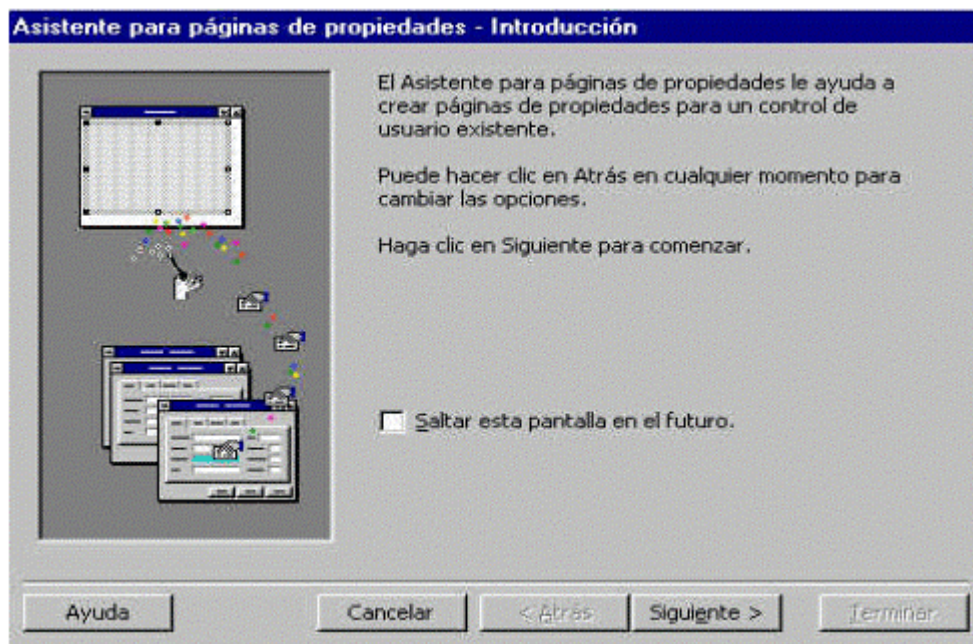 Asistente para páginas de propiedades - Introducción
El Asistente para páginas de propiedades le ayuda a
crear páginas de propiedades para un control de
usuario existente.
Puede hacer clic en Atrás en cualquier momento para
cambiar las opciones.
Haga clic en Siguiente para comenzar.
Saltar esta pantalla en el futuro.
Ayuda
Cancelar
< Atrás
Siguiente >
Terminar